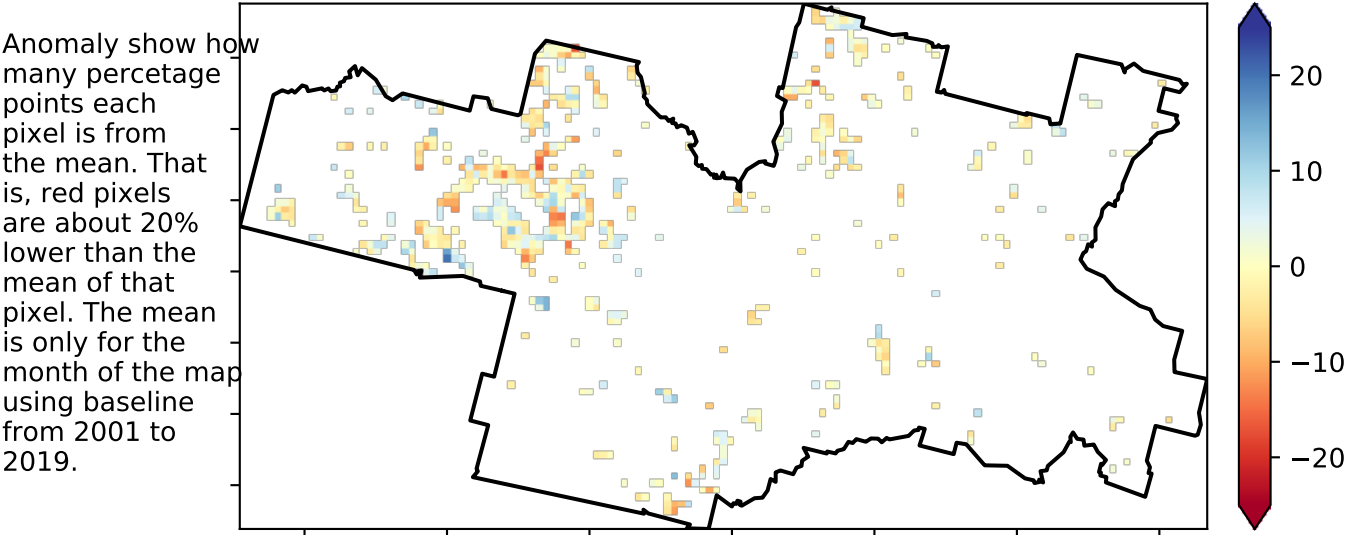 Anomaly show how
many percetage
points each
pixel is from
the mean. That
is, red pixels
are about 20%
lower than the
mean of that
pixel. The mean
is only for the
month of the map
using baseline
from 2001 to
2019.
20
10
0
−10
−20